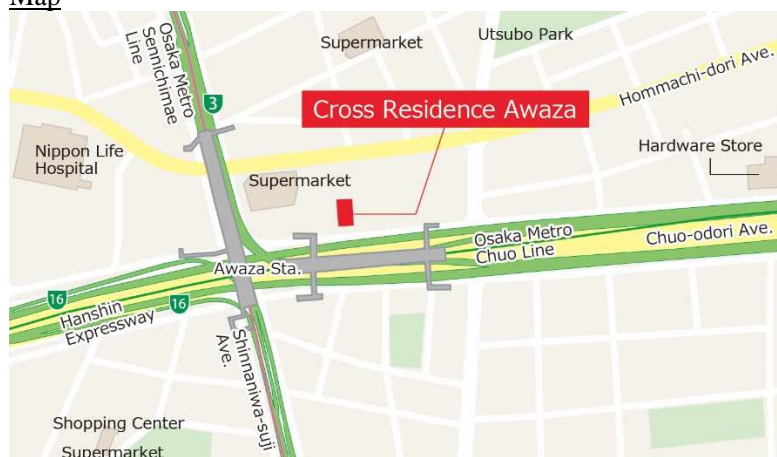 Map
Osaka Metro
Sennichimae
Line
3
Supermarket
Utsubo Park
Hommachi-dori Ave.
Cross Residence Awaza
Hardware Store
Nippon Life
Hospital
Supermarket
Osaka Metro
Chuo Line
Chuo-odori Ave.
Awaza Sta.
16
16
Hanshin
Expressway
Shinnaniwa-suji
Ave.
Shopping Center
Supermarket